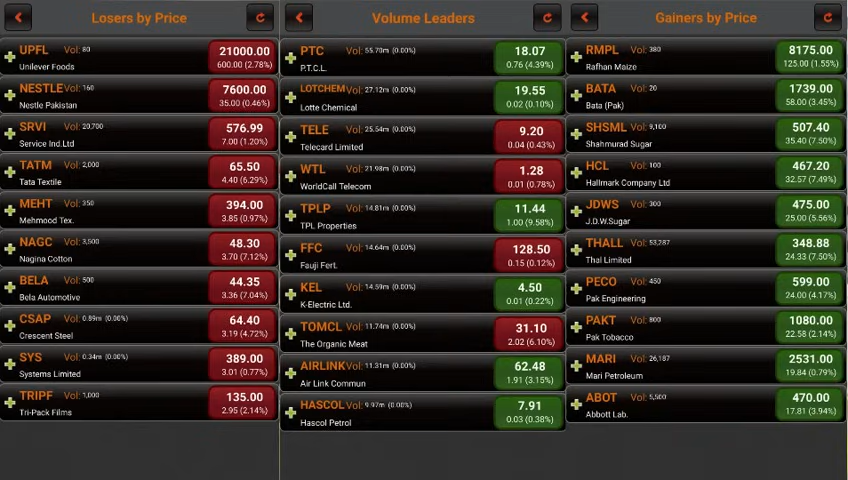 Losers by Price
UPFL Vol: 80 21000.00
Unilever Foods 600.00 (2.78%)
NESTLE Vol: 160 7600.00
Nestle Pakistan 35.00 (0.46%)
SRVI Vol: 20,700 576.99
Service Ind.Ltd 7.00 (1.20%)
TATM Vol: 2,000 65.50
Tata Textile 4.40 (6.29%)
MEHT Vol: 350 394.00
Mehmood Tex. 3.85 (0.97%)
NAGC Vol: 3,500 48.30
Nagina Cotton 3.70 (7.12%)
BELA Vol: 500 44.35
Bela Automotive 3.36 (7.04%)
CSAP Vol: 0.89m (0.00%) 64.40
Crescent Steel 3.19 (4.72%)
SYS Vol: 0.34m (0.00%) 389.00
Systems Limited 3.01 (0.77%)
TRIPF Vol: 1,000 135.00
Tri-Pack Films 2.95 (2.14%)
Volume Leaders
PTC Vol: 55.70m (0.00%) 18.07
P.T.C.L. 0.76 (4.39%)
LOTCHEM Vol: 27.12m (0.00%) 19.55
Lotte Chemical 0.02 (0.10%)
TELE Vol: 25.54m (0.00%) 9.20
Telecard Limited 0.04 (0.43%)
WTL Vol: 21.98m (0.00%) 1.28
WorldCall Telecom 0.01 (0.78%)
TPLP Vol: 14.81m (0.00%) 11.44
TPL Properties 1.00 (9.58%)
FFC Vol: 14.64m (0.00%) 128.50
Fauji Fert. 0.15 (0.12%)
KEL Vol: 14.59m (0.00%) 4.50
K-Electric Ltd. 0.01 (0.22%)
TOMCL Vol: 11.74m (0.00%) 31.10
The Organic Meat 2.02 (6.10%)
AIRLINK Vol: 11.31m (0.00%) 62.48
Air Link Commun 1.91 (3.15%)
HASCOL Vol: 9.97m (0.00%) 7.91
Hascol Petrol 0.03 (0.38%)
Gainers by Price
RMPL Vol: 380 8175.00
Rafhan Maize 125.00 (1.55%)
BATA Vol: 20 1739.00
Bata (Pak) 58.00 (3.45%)
SHSML Vol: 9,100 507.40
Shahmurad Sugar 35.40 (7.50%)
HCL Vol: 100 467.20
Hallmark Company Ltd 32.57 (7.49%)
JDWS Vol: 300 475.00
J.D.W.Sugar 25.00 (5.56%)
THALL Vol: 53,287 348.88
Thal Limited 24.33 (7.50%)
PECO Vol: 450 599.00
Pak Engineering 24.00 (4.17%)
PAKT Vol: 800 1080.00
Pak Tobacco 22.58 (2.14%)
MARI Vol: 26,187 2531.00
Mari Petroleum 19.84 (0.79%)
ABOT Vol: 5,500 470.00
Abbott Lab. 17.81 (3.94%)